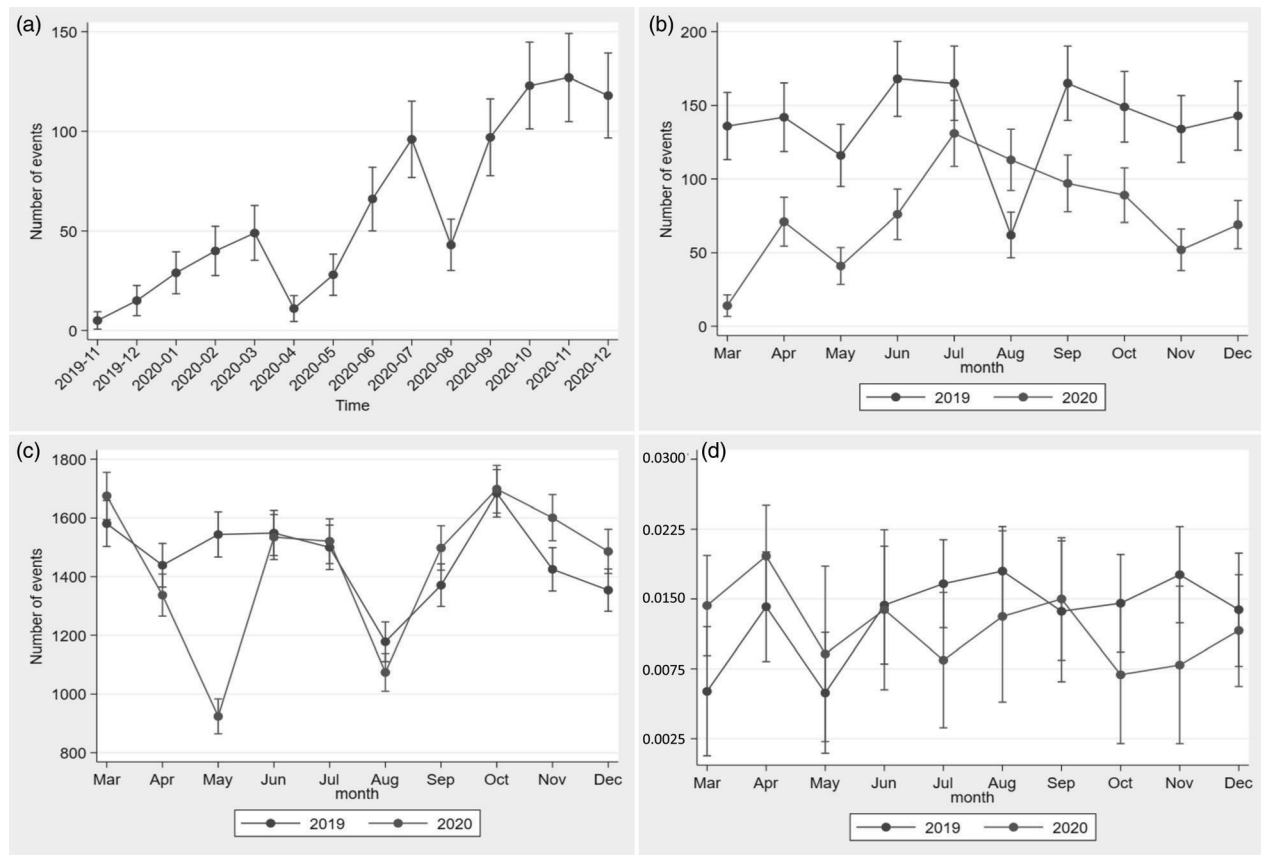 (a)
150
100
50
0
Number of events
2019-11
2019-12
2020-01
2020-02
2020-03
2020-04
2020-05
2020-06
2020-07
2020-08
2020-09
2020-10
2020-11
2020-12
Time
(b)
200
150
100
50
0
Number of events
Mar Apr May Jun Jul Aug Sep Oct Nov Dec
month
2019 2020
(c)
1800
1600
1400
1200
1000
800
Number of events
Mar Apr May Jun Jul Aug Sep Oct Nov Dec
month
2019 2020
(d)
0.0300
0.0225
0.0150
0.0075
0.0025
Mar Apr May Jun Jul Aug Sep Oct Nov Dec
month
2019 2020